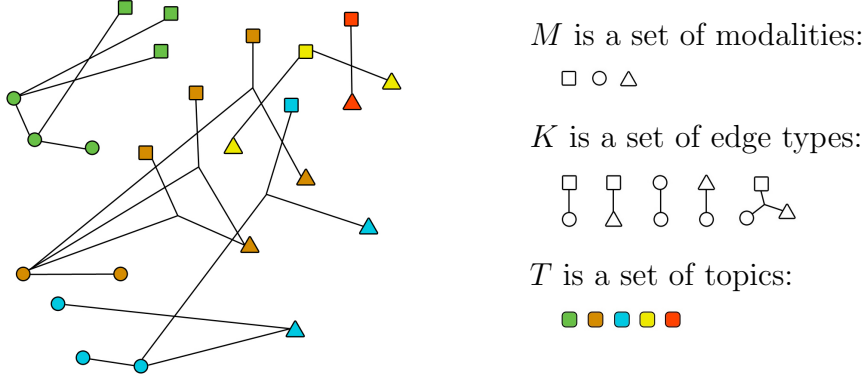 M is a set of modalities:
K is a set of edge types:
T is a set of topics: